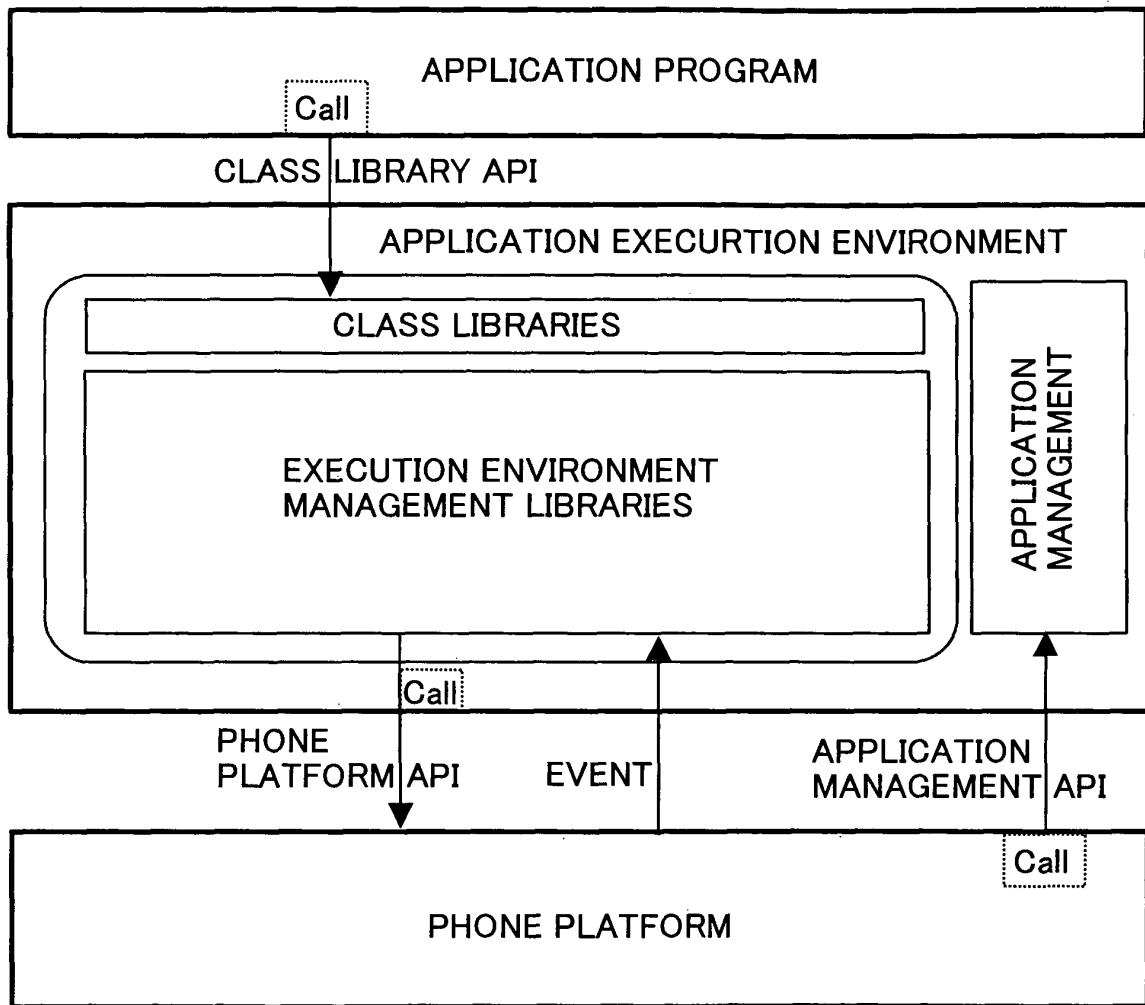 APPLICATION PROGRAM
Call
CLASS LIBRARY API
APPLICATION EXECURTION ENVIRONMENT
CLASS LIBRARIES
EXECUTION ENVIRONMENT
MANAGEMENT LIBRARIES
APPLICATION
MANAGEMENT
Call
PHONE
PLATFORM API
EVENT
APPLICATION
MANAGEMENT API
Call
PHONE PLATFORM